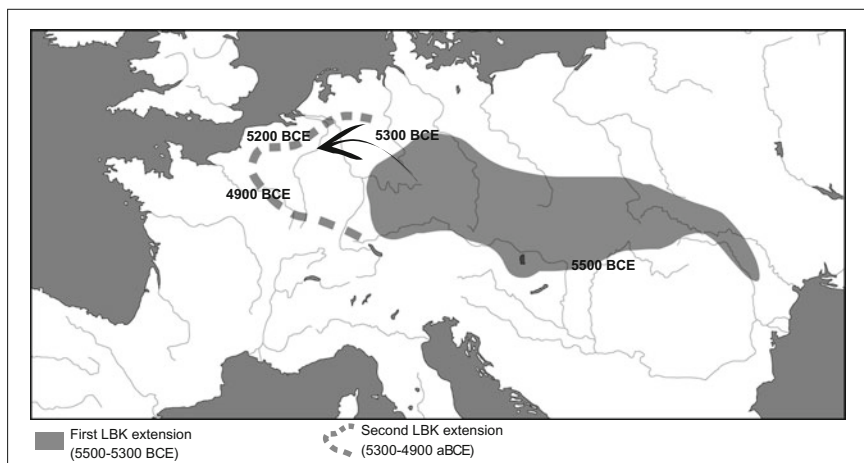 5200 BCE
5300 BCE
4900 BCE
5500 BCE
First LBK extension
(5500-5300 BCE)
Second LBK extension
(5300-4900 aBCE)